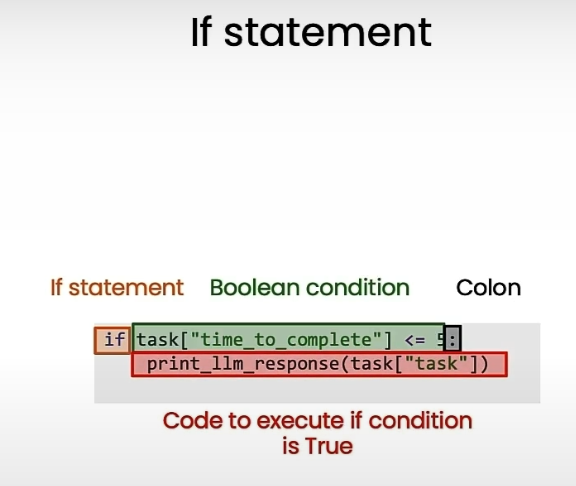 If statement
If statement Boolean condition Colon
if task["time_to_complete"] <= 5:
print_llm_response(task["task"])
Code to execute if condition
is True